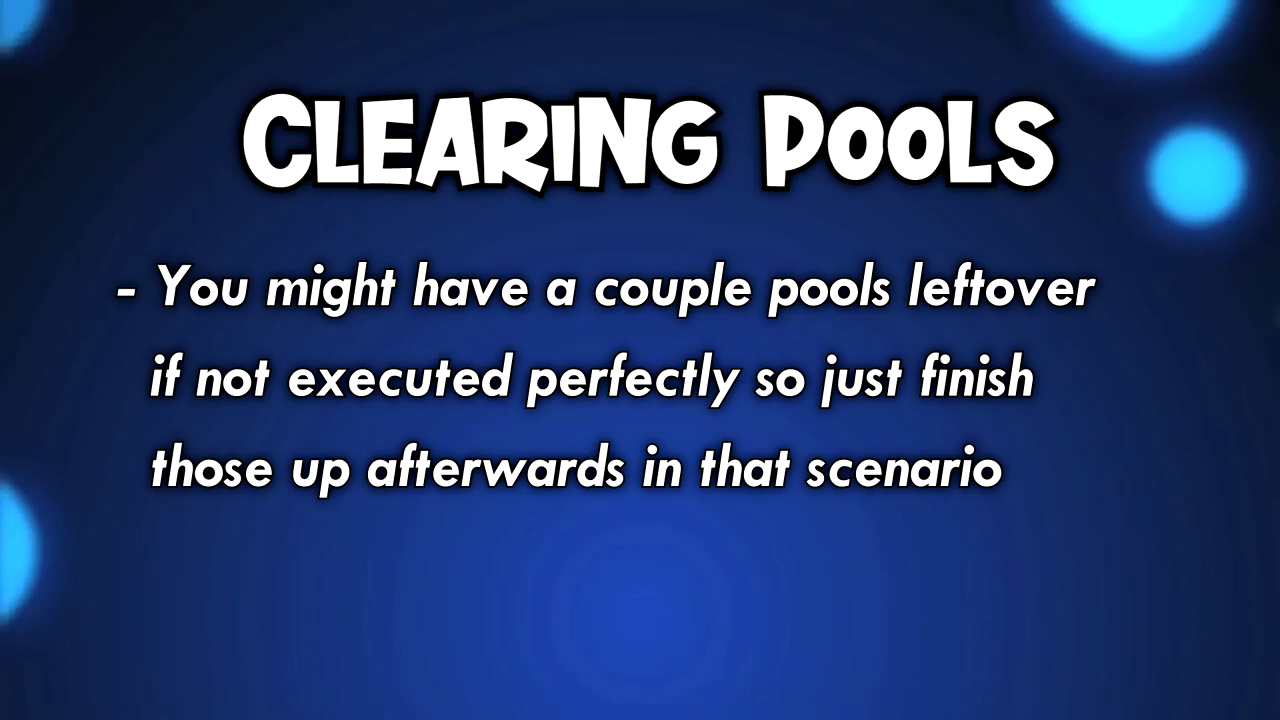 CLEARING POOLS
- You might have a couple pools leftover
if not executed perfectly so just finish
those up afterwards in that scenario